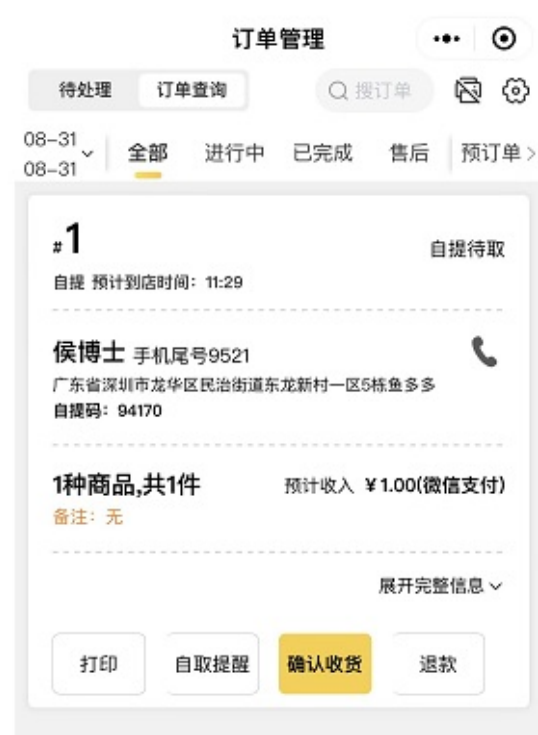 订单管理
待处理 订单查询 搜订单
08-31
08-31
全部 进行中 已完成 售后 预订单
#1 自提待取
自提 预计到店时间：11:29
侯博士 手机尾号9521
广东省深圳市龙华区民治街道东龙新村一区5栋鱼多多
自提码：94170
1种商品,共1件 预计收入 ¥1.00(微信支付)
备注：无
展开完整信息
打印 自取提醒 确认收货 退款